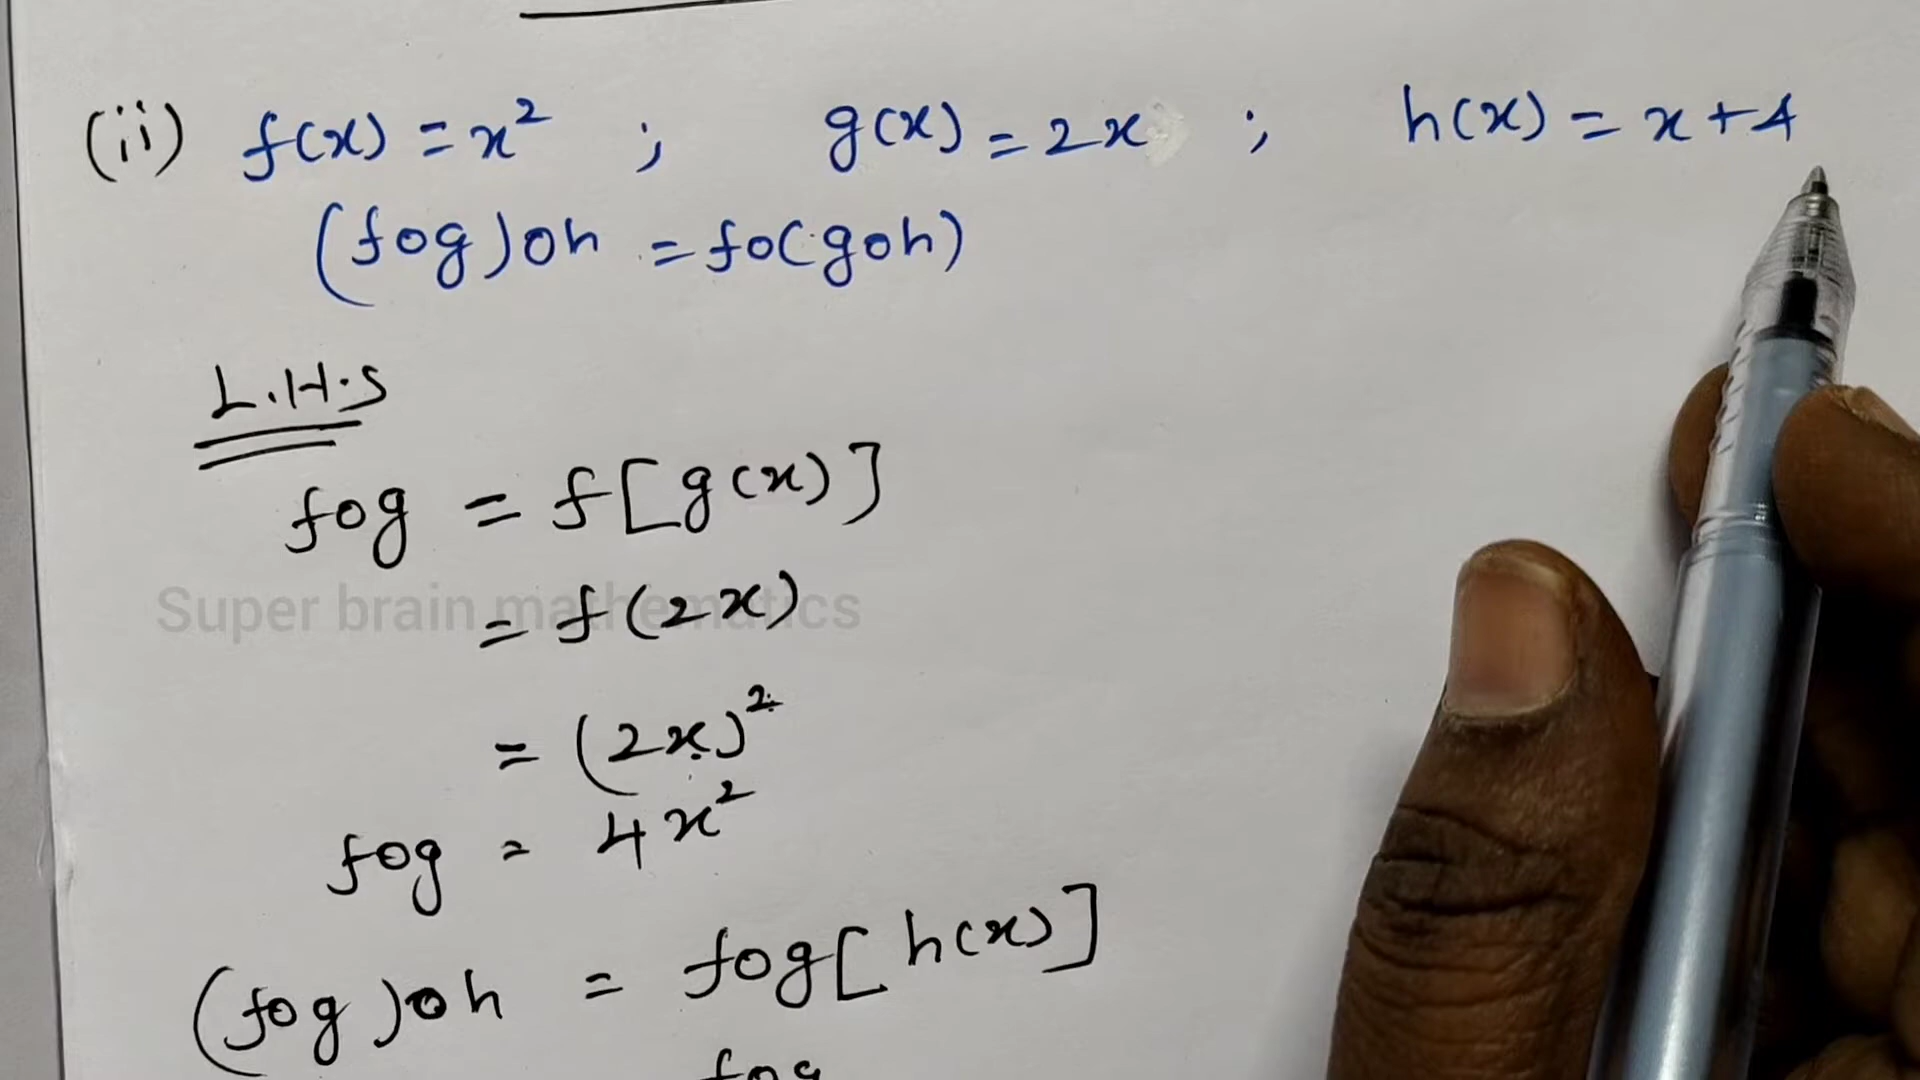 (ii) f(x) = x² ; g(x) = 2x ; h(x) = x+4
(fog)oh = fo(goh)
L.H.S
fog = f[g(x)]
Super brain mathematics
= f(2x)
= (2x)²
fog = 4x²
(fog)oh = fog[h(x)]
fog